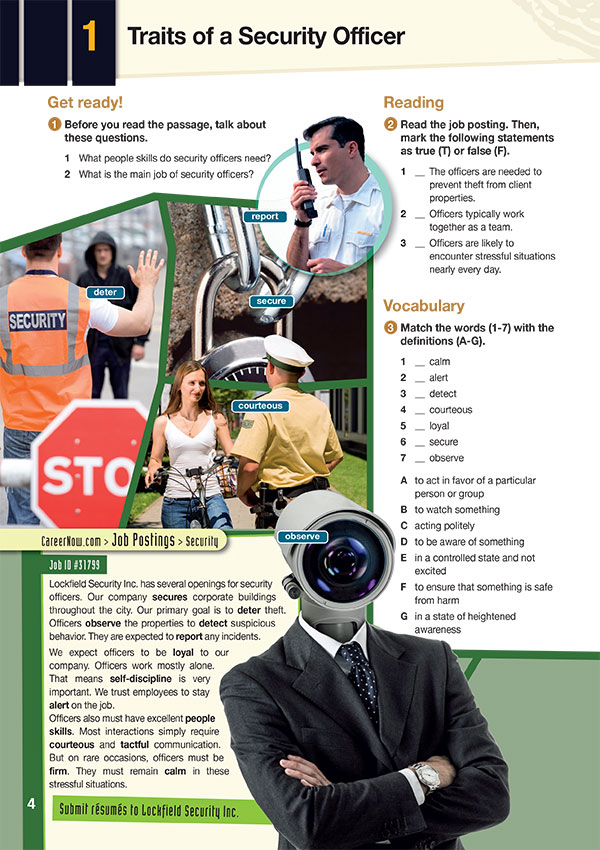 1
Traits of a Security Officer
Get ready!
1 Before you read the passage, talk about
these questions.
1 What people skills do security officers need?
2 What is the main job of security officers?
report
deter
SECURITY
secure
courteous
STO
observe
CareerNow.com > Job Postings > Security
Job ID #31799
Lockfield Security Inc. has several openings for security
officers. Our company secures corporate buildings
throughout the city. Our primary goal is to deter theft.
Officers observe the properties to detect suspicious
behavior. They are expected to report any incidents.
We expect officers to be loyal to our
company. Officers work mostly alone.
That means self-discipline is very
important. We trust employees to stay
alert on the job.
Officers also must have excellent people
skills. Most interactions simply require
courteous and tactful communication.
But on rare occasions, officers must be
firm. They must remain calm in these
stressful situations.
Submit résumés to Lockfield Security Inc.
4
Reading
2 Read the job posting. Then,
mark the following statements
as true (T) or false (F).
1 __ The officers are needed to
prevent theft from client
properties.
2 __ Officers typically work
together as a team.
3 __ Officers are likely to
encounter stressful situations
nearly every day.
Vocabulary
3 Match the words (1-7) with the
definitions (A-G).
1 __ calm
2 __ alert
3 __ detect
4 __ courteous
5 __ loyal
6 __ secure
7 __ observe
A to act in favor of a particular
person or group
B to watch something
C acting politely
D to be aware of something
E in a controlled state and not
excited
F to ensure that something is safe
from harm
G in a state of heightened
awareness